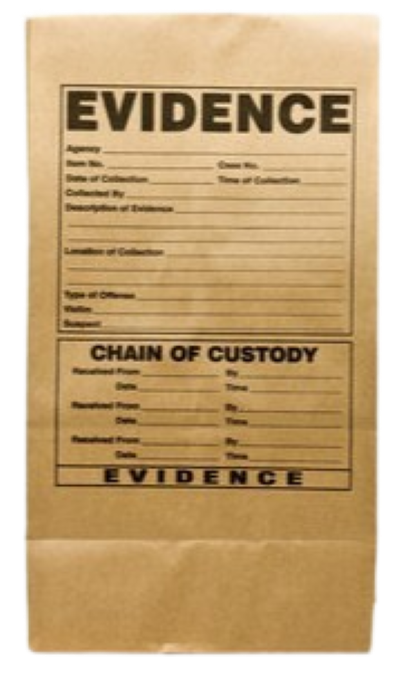 EVIDENCE
Agency
Item No. Case No.
Date of Collection Time of Collection
Collected By
Description of Evidence
Location of Collection
Type of Offense
Victim
Suspect
CHAIN OF CUSTODY
Received From By
Date Time
Received From By
Date Time
Received From By
Date Time
EVIDENCE